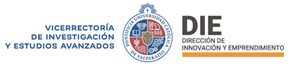 VICERRECTORÍA
DE INVESTIGACIÓN
Y ESTUDIOS AVANZADOS
DIE
DIRECCIÓN DE
INNOVACIÓN Y EMPRENDIMIENTO